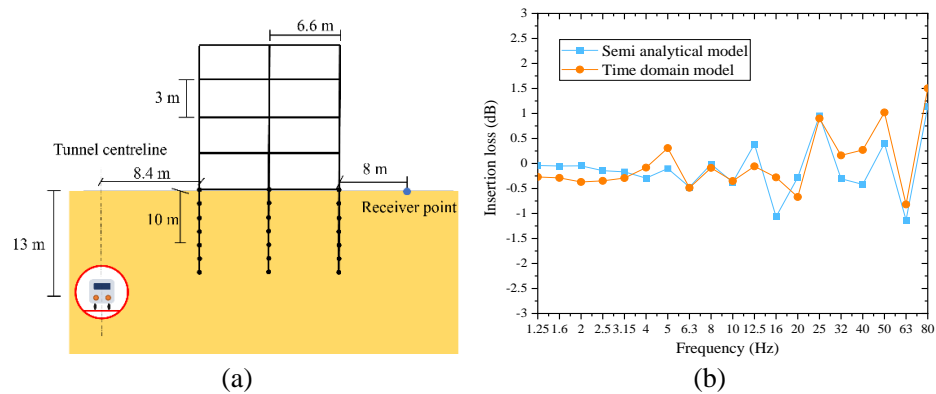 6.6 m
3 m
Tunnel centreline
8.4 m
8 m
10 m
Receiver point
13 m
(a)
Semi analytical model
Time domain model
Insertion loss (dB)
3
2.5
2
1.5
1
0.5
0
-0.5
-1
-1.5
-2
-2.5
-3
1.25 1.6 2 2.5 3.15 4 5 6.3 8 10 12.5 16 20 25 32 40 50 63 80
Frequency (Hz)
(b)